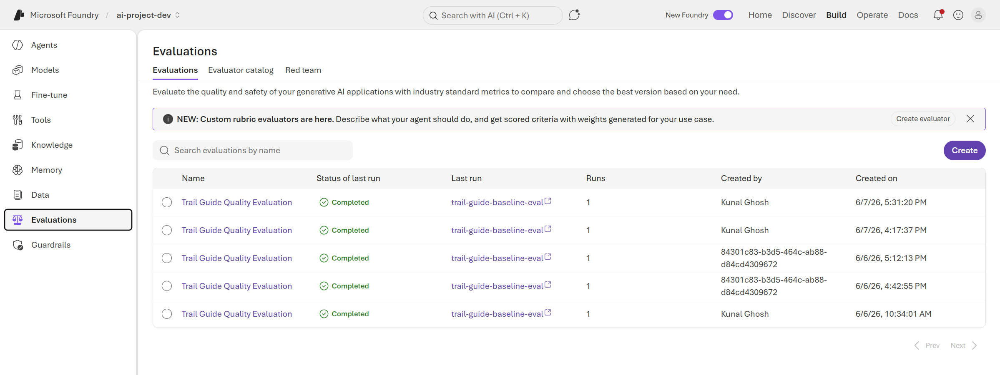 Microsoft Foundry / ai-project-dev
Search with AI (Ctrl + K)
New Foundry
Home Discover Build Operate Docs
Agents
Models
Fine-tune
Tools
Knowledge
Memory
Data
Evaluations
Guardrails
Evaluations
Evaluations Evaluator catalog Red team
Evaluate the quality and safety of your generative AI applications with industry standard metrics to compare and choose the best version based on your need.
NEW: Custom rubric evaluators are here. Describe what your agent should do, and get scored criteria with weights generated for your use case.
Create evaluator
Search evaluations by name
Create
Name Status of last run Last run Runs Created by Created on
Trail Guide Quality Evaluation Completed trail-guide-baseline-eval 1 Kunal Ghosh 6/7/26, 5:31:20 PM
Trail Guide Quality Evaluation Completed trail-guide-baseline-eval 1 Kunal Ghosh 6/7/26, 4:17:37 PM
Trail Guide Quality Evaluation Completed trail-guide-baseline-eval 1 84301c83-b3d5-464c-ab88-
d84cd4309672 6/6/26, 5:12:13 PM
Trail Guide Quality Evaluation Completed trail-guide-baseline-eval 1 84301c83-b3d5-464c-ab88-
d84cd4309672 6/6/26, 4:42:55 PM
Trail Guide Quality Evaluation Completed trail-guide-baseline-eval 1 Kunal Ghosh 6/6/26, 10:34:01 AM
Prev Next